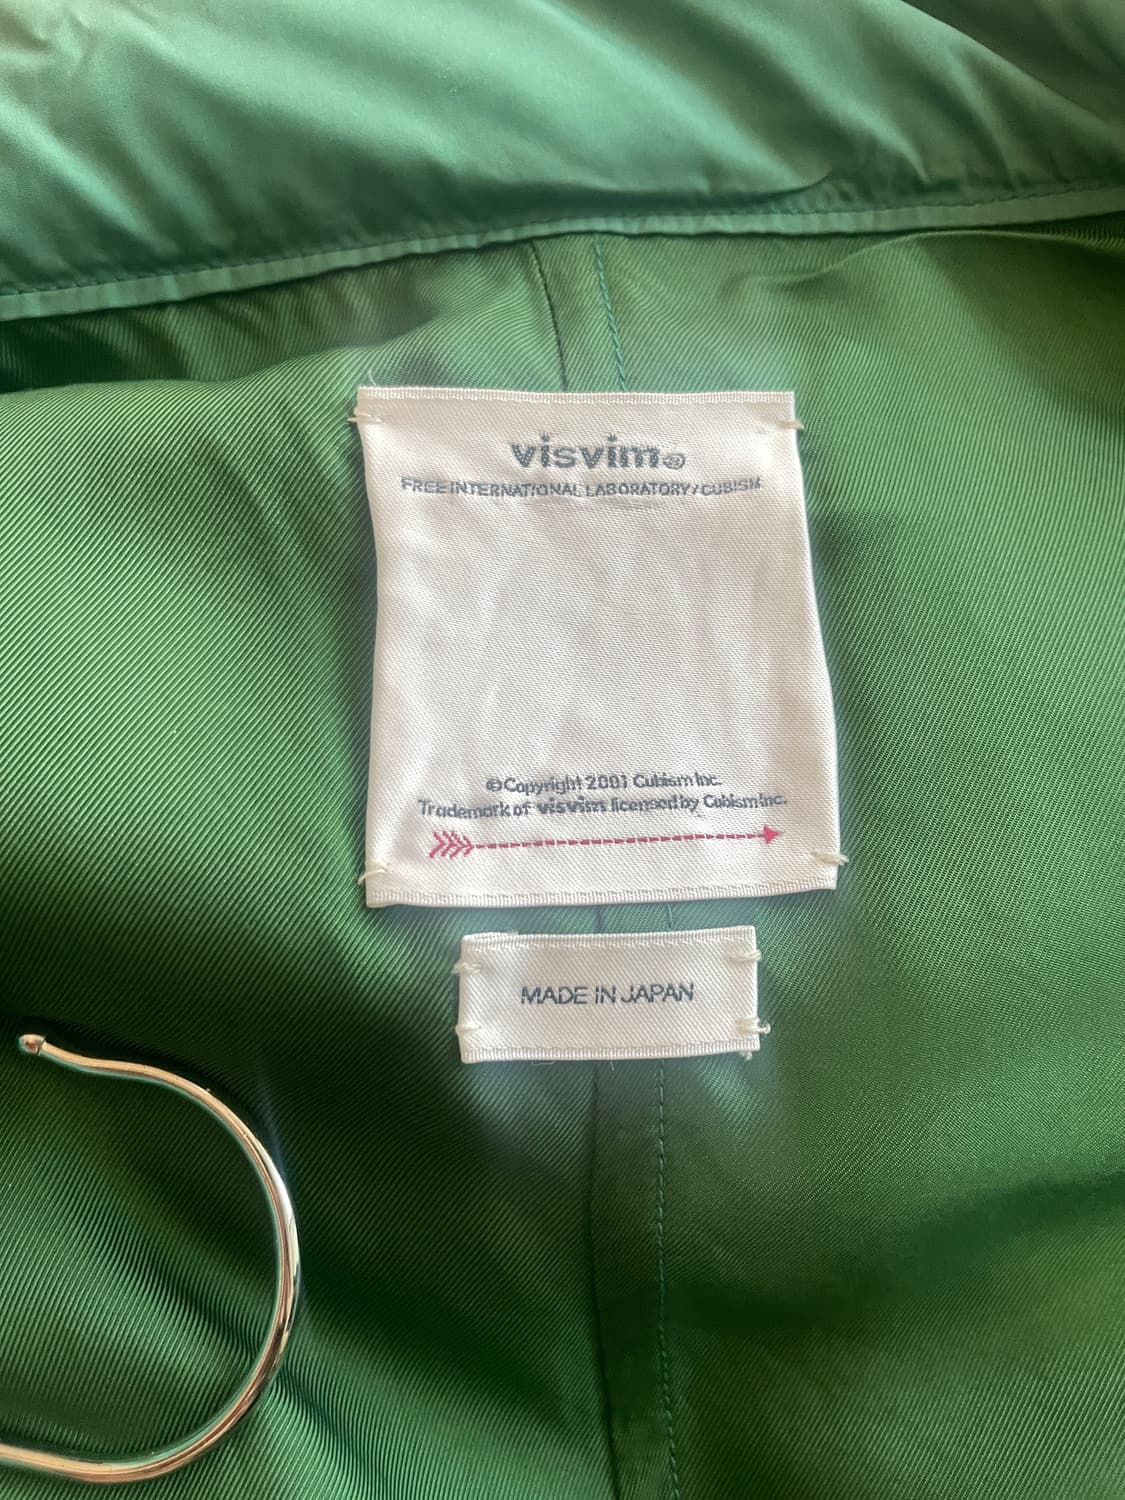 visvim®
FREE INTERNATIONAL LABORATORY/CUBISM
©Copyright 2001 Cubism Inc.
Trademark of visvim licensed by Cubism Inc.
MADE IN JAPAN